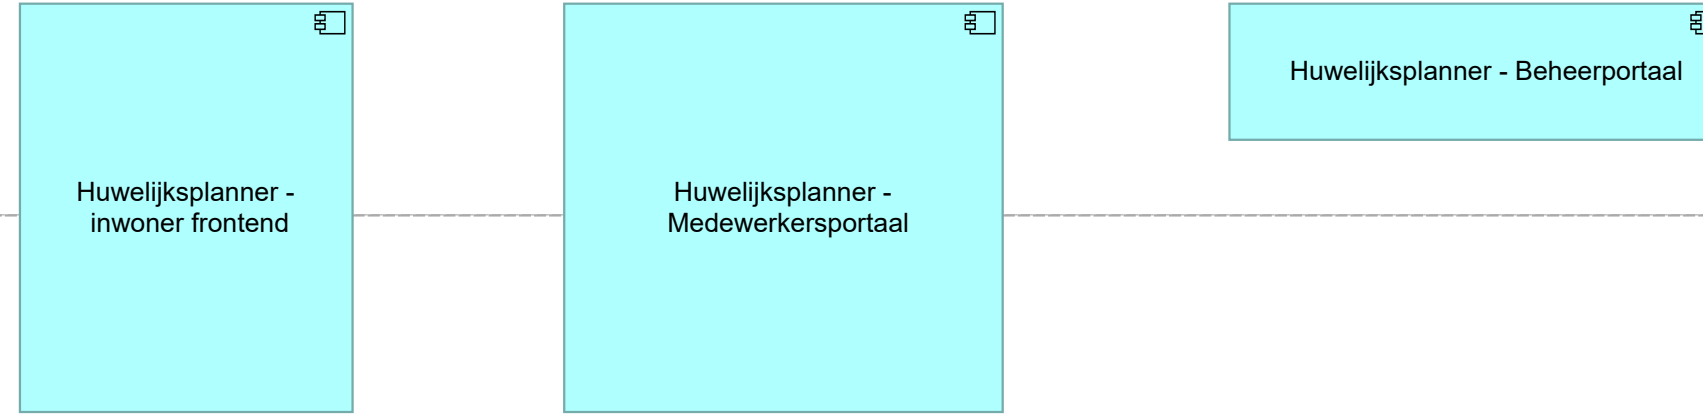 Huwelijksplanner -
inwoner frontend
Huwelijksplanner -
Medewerkersportaal
Huwelijksplanner - Beheerportaal